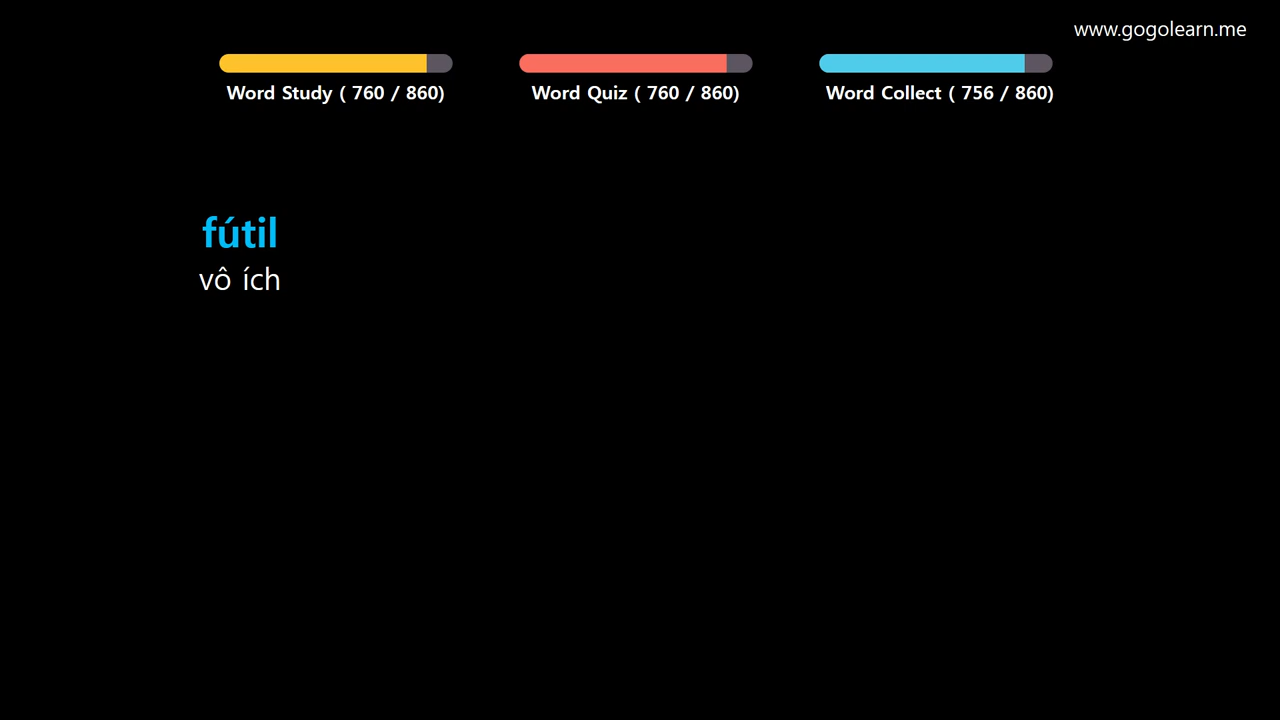 www.gogolearn.me
Word Study ( 760 / 860)
Word Quiz ( 760 / 860)
Word Collect ( 756 / 860)
fútil
vô ích